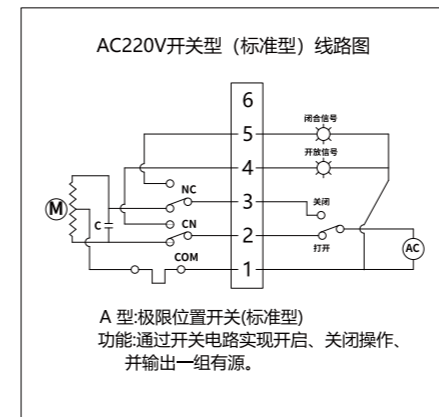 AC220V开关型（标准型）线路图
6
闭合信号
5
开放信号
4
NC
关闭
3
M
C
CN
2
打开
AC
COM
1
A 型:极限位置开关(标准型)
功能:通过开关电路实现开启、关闭操作、
并输出一组有源。